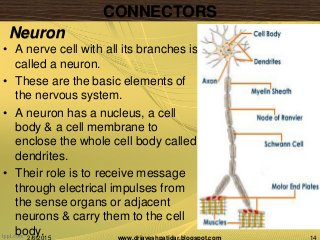 CONNECTORS
Neuron
• A nerve cell with all its branches is
called a neuron.
• These are the basic elements of
the nervous system.
• A neuron has a nucleus, a cell
body & a cell membrane to
enclose the whole cell body called
dendrites.
• Their role is to receive message
through electrical impulses from
the sense organs or adjacent
neurons & carry them to the cell
body.
Cell Body
Dendrites
Axon
Myelin Sheath
Node of Ranvier
Schwann Cell
Motor End Plates
Muscle
2/6/2015
www.drjayeshpatidar.blogspot.com
14